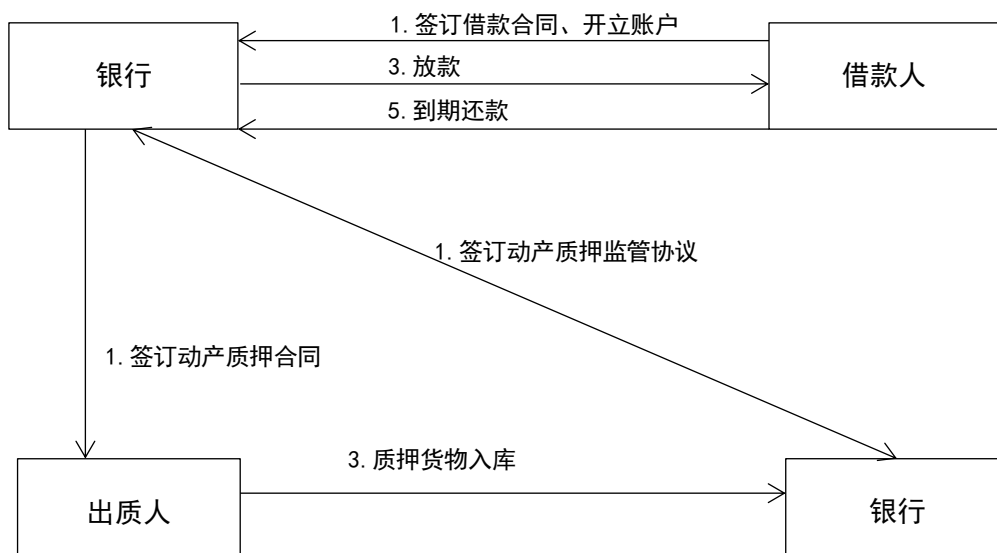 1.签订借款合同、开立账户
银行
3.放款
借款人
5.到期还款
1.签订动产质押监管协议
1.签订动产质押合同
3.质押货物入库
出质人
银行